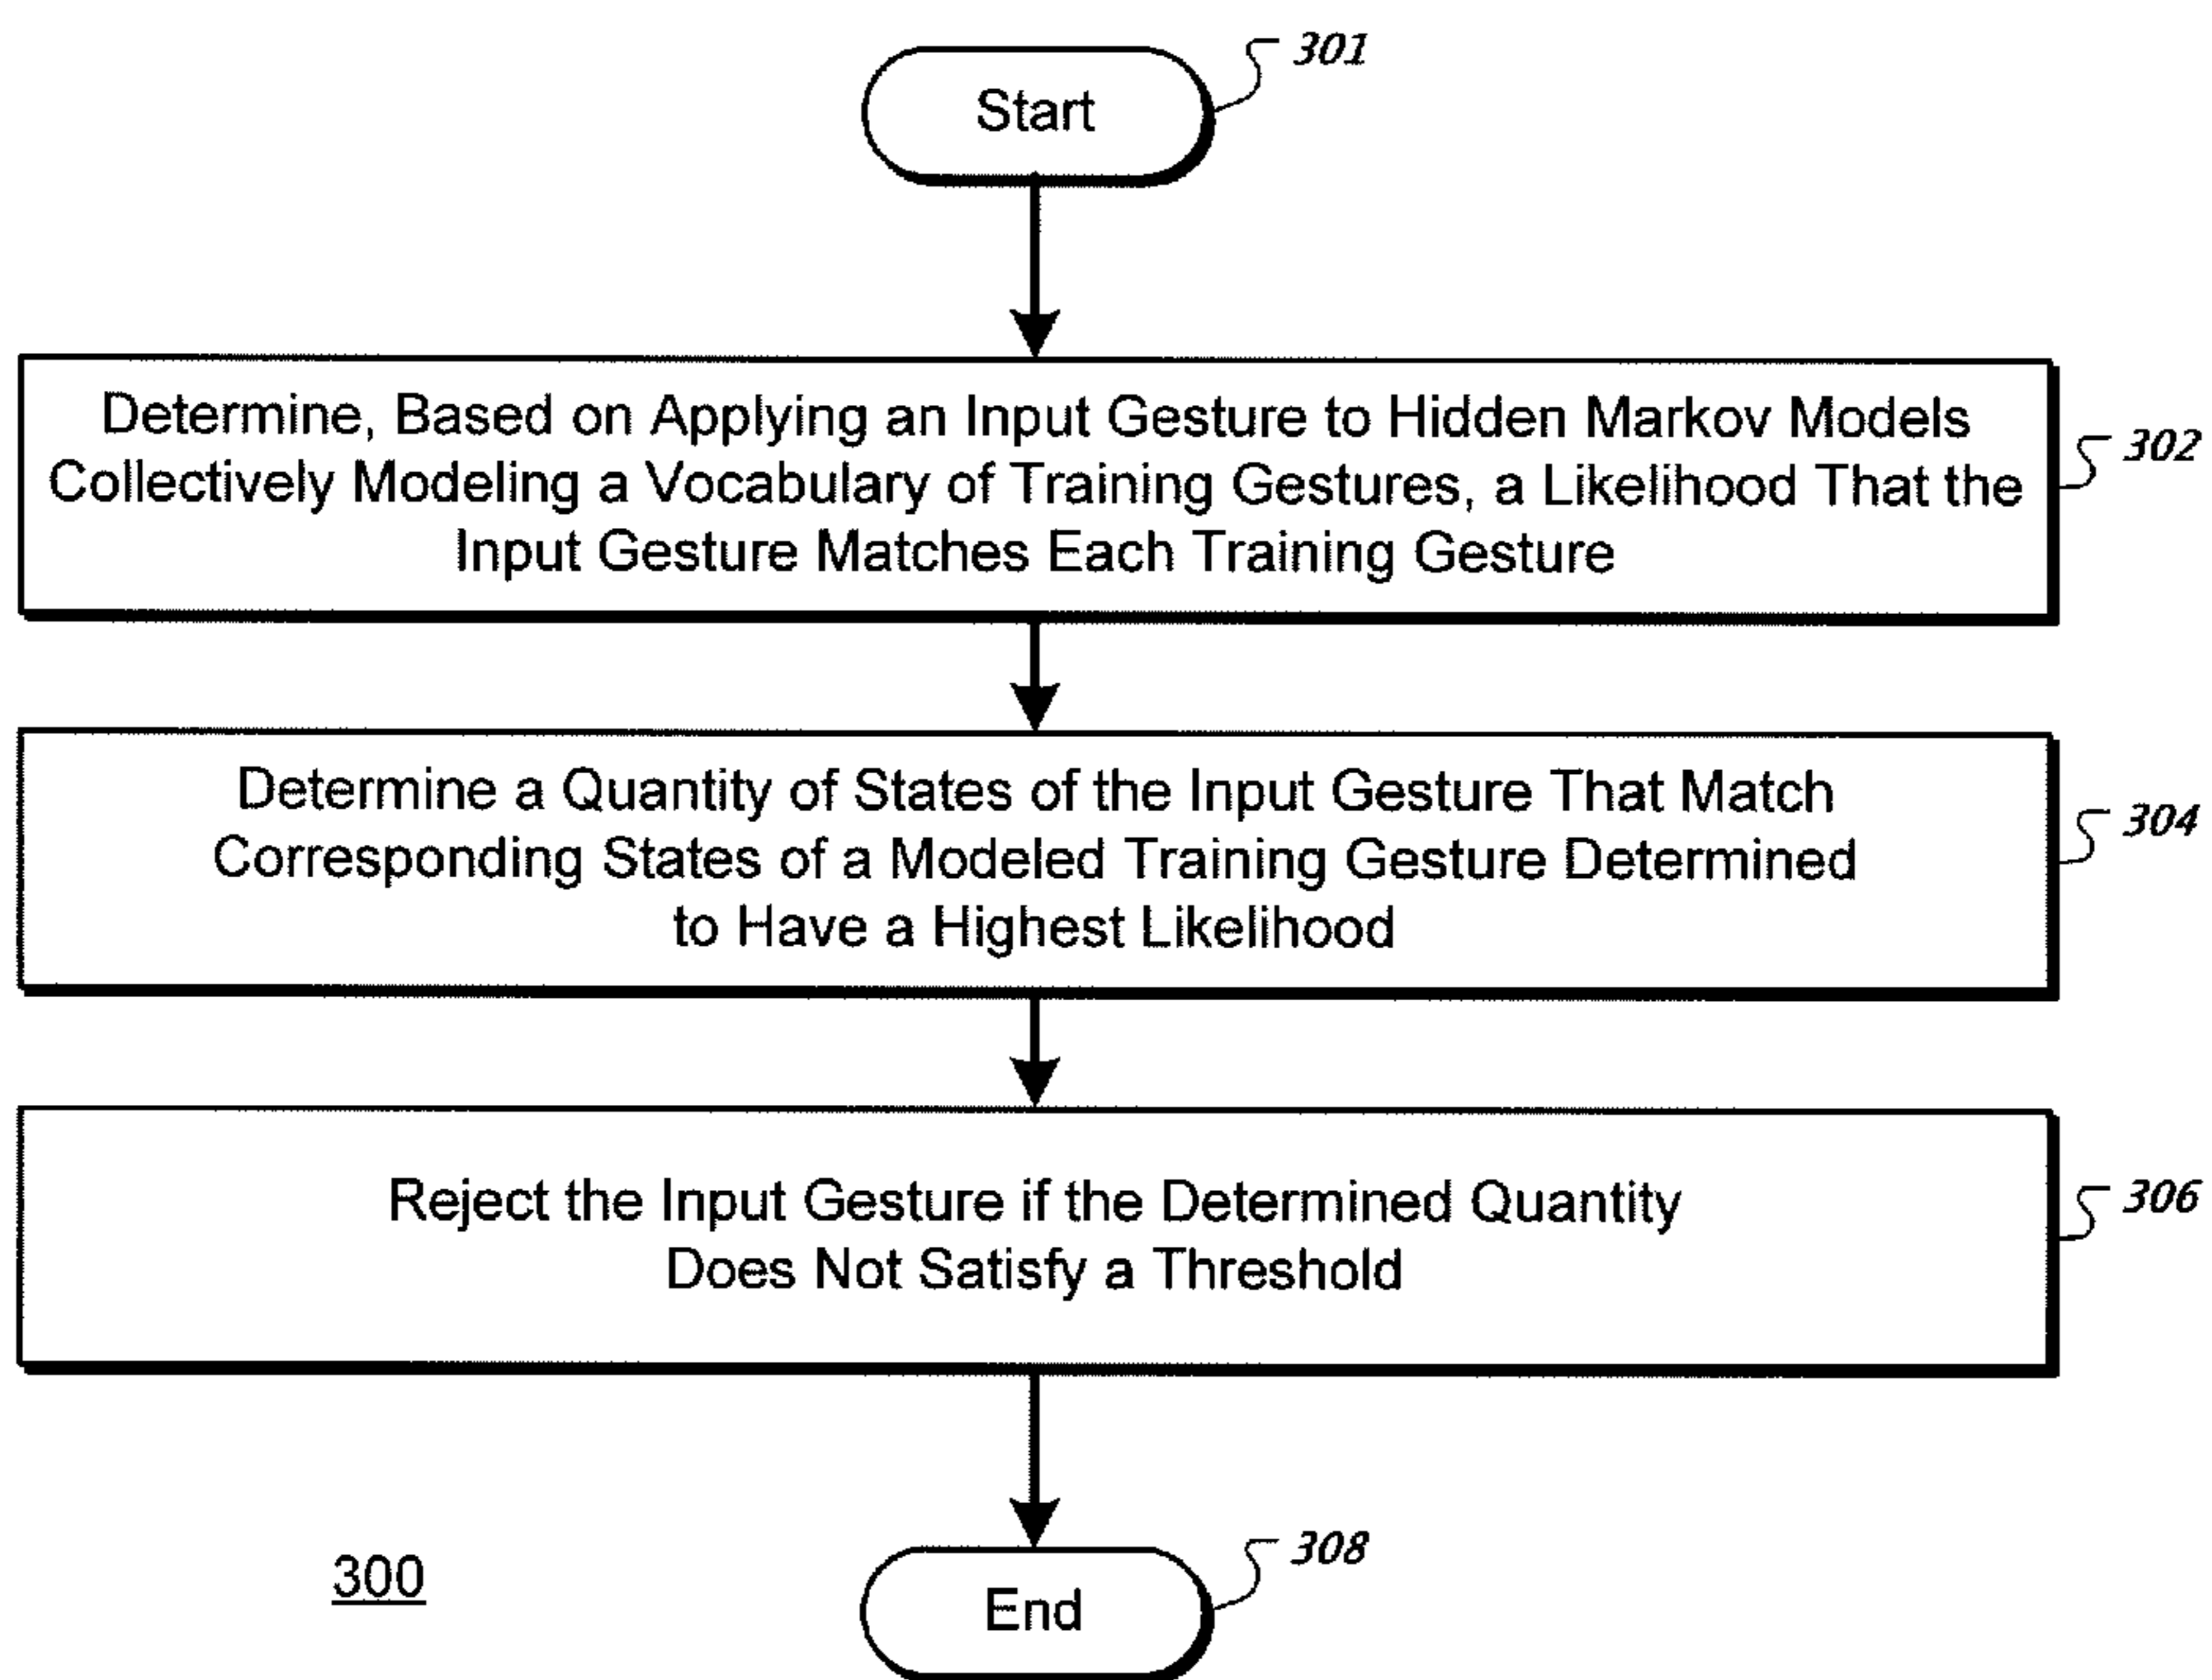 Start
301
Determine, Based on Applying an Input Gesture to Hidden Markov Models
Collectively Modeling a Vocabulary of Training Gestures, a Likelihood That the
Input Gesture Matches Each Training Gesture
302
Determine a Quantity of States of the Input Gesture That Match
Corresponding States of a Modeled Training Gesture Determined
to Have a Highest Likelihood
304
Reject the Input Gesture if the Determined Quantity
Does Not Satisfy a Threshold
306
300
End
308